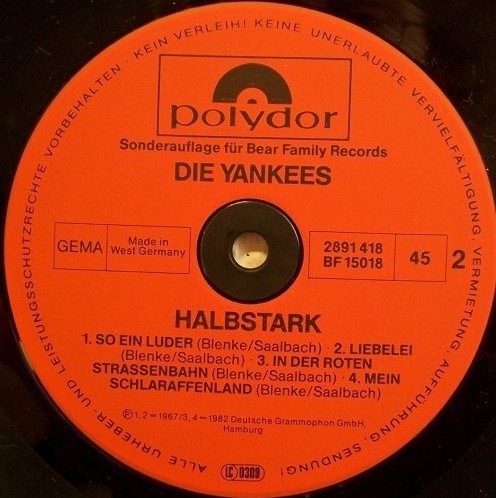 ALLE URHEBER- UND LEISTUNGSSCHUTZRECHTE VORBEHALTEN · KEIN VERLEIH! KEINE UNERLAUBTE VERVIELFÄLTIGUNG, VERMIETUNG, AUFFÜHRUNG, SENDUNG!
polydor
Sonderauflage für Bear Family Records
DIE YANKEES
GEMA
Made in
West Germany
2891 418
BF 15018
45
2
HALBSTARK
1. SO EIN LUDER (Blenke/Saalbach) · 2. LIEBELEI
(Blenke/Saalbach) · 3. IN DER ROTEN
STRASSENBAHN (Blenke/Saalbach) · 4. MEIN
SCHLARAFFENLAND (Blenke/Saalbach)
Ⓟ 1, 2 = 1967/3, 4 = 1982 Deutsche Grammophon GmbH,
Hamburg
LC 0309